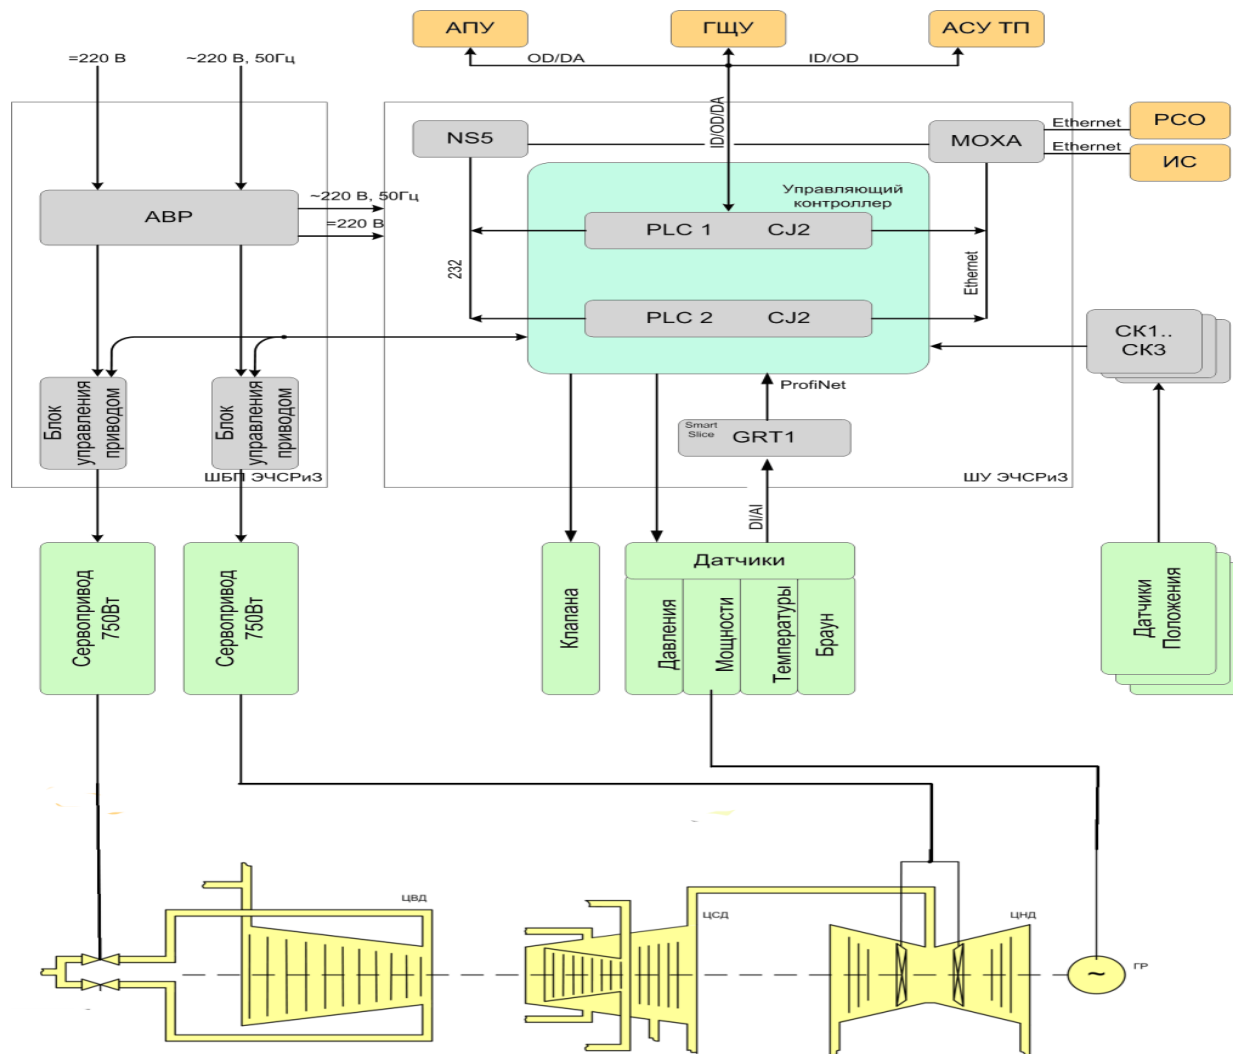 АПУ
ГЩУ
АСУ ТП
=220 В
~220 В, 50Гц
OD/DA
ID/OD
ID/OD/DA
NS5
MOXA
Ethernet
РСО
Ethernet
ИС
Управляющий
контроллер
АВР
~220 В, 50Гц
=220 В
PLC 1 CJ2
232
Ethernet
PLC 2 CJ2
СК1..
СК3
ProfiNet
Блок
управления
приводом
Блок
управления
приводом
Smart
Slice
GRT1
ШБП ЭЧСРиЗ
ШУ ЭЧСРиЗ
DI/AI
Сервопривод
750Вт
Сервопривод
750Вт
Клапана
Датчики
Давления
Мощности
Температуры
Браун
Датчики
Положения
ЦВД
ЦСД
ЦНД
ГР
~